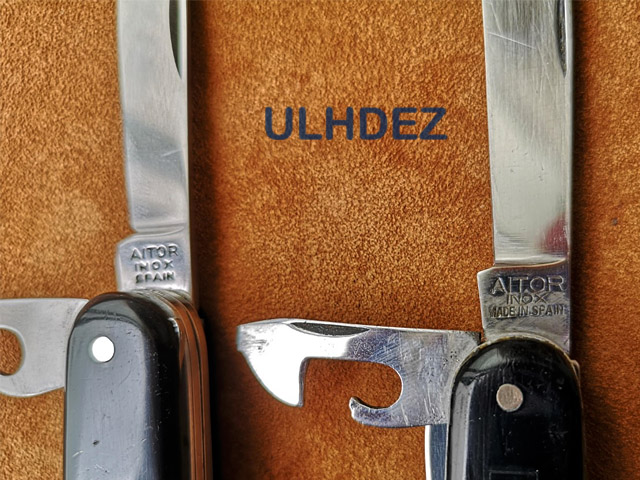 ULHDEZ
AITOR
INOX
SPAIN
AITOR
INOX
MADE IN SPAIN